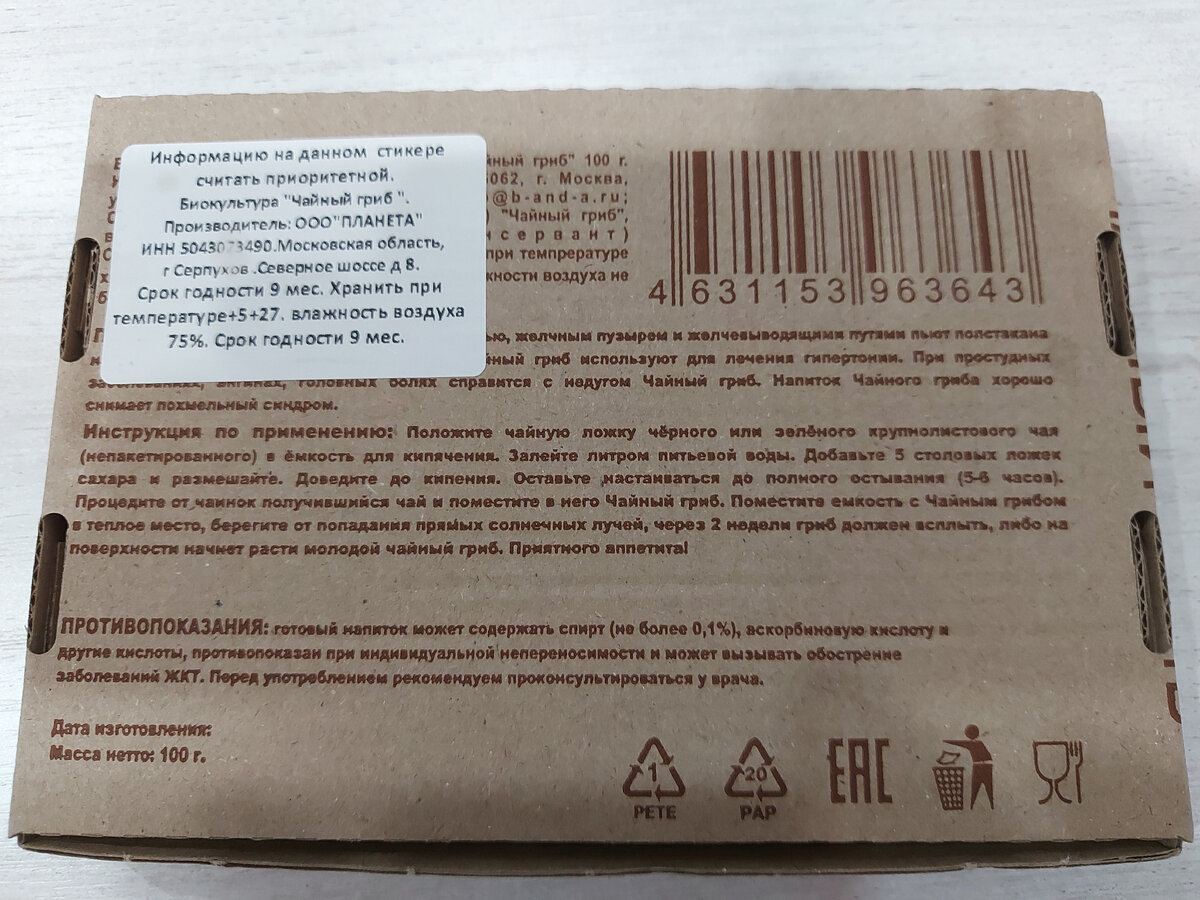 Информацию на данном стикере
считать приоритетной.
Биокультура "Чайный гриб ".
Производитель: ООО"ПЛАНЕТА"
ИНН 5043073490.Московская область,
г Серпухов .Северное шоссе д 8.
Срок годности 9 мес. Хранить при
температуре+5+27. влажность воздуха
75%. Срок годности 9 мес.
йный гриб" 100 г.
062, г. Москва,
@b-and-a.ru;
) "Чайный гриб",
нсервант)
при темпрературе
жности воздуха не
4 631153 963643
ью, желчным пузырем и желчевыводящими путями пьют полстакана
йный гриб используют для лечения гипертонии. При простудных
заболеваниях, ангинах, головных болях справится с недугом Чайный гриб. Напиток Чайного гриба хорошо
снимает похмельный синдром.
Инструкция по применению: Положите чайную ложку чёрного или зелёного крупнолистового чая
(непакетированного) в ёмкость для кипячения. Залейте литром питьевой воды. Добавьте 5 столовых ложек
сахара и размешайте. Доведите до кипения. Оставьте настаиваться до полного остывания (5-6 часов).
Процедите от чаинок получившийся чай и поместите в него Чайный гриб. Поместите емкость с Чайным грибом
в теплое место, берегите от попадания прямых солнечных лучей, через 2 недели гриб должен всплыть, либо на
поверхности начнет расти молодой чайный гриб. Приятного аппетита!
ПРОТИВОПОКАЗАНИЯ: готовый напиток может содержать спирт (не более 0,1%), аскорбиновую кислоту и
другие кислоты, противопоказан при индивидуальной непереносимости и может вызывать обострение
заболеваний ЖКТ. Перед употреблением рекомендуем проконсультироваться у врача.
Дата изготовления:
Масса нетто: 100 г.
1 20 EAC
PETE PAP